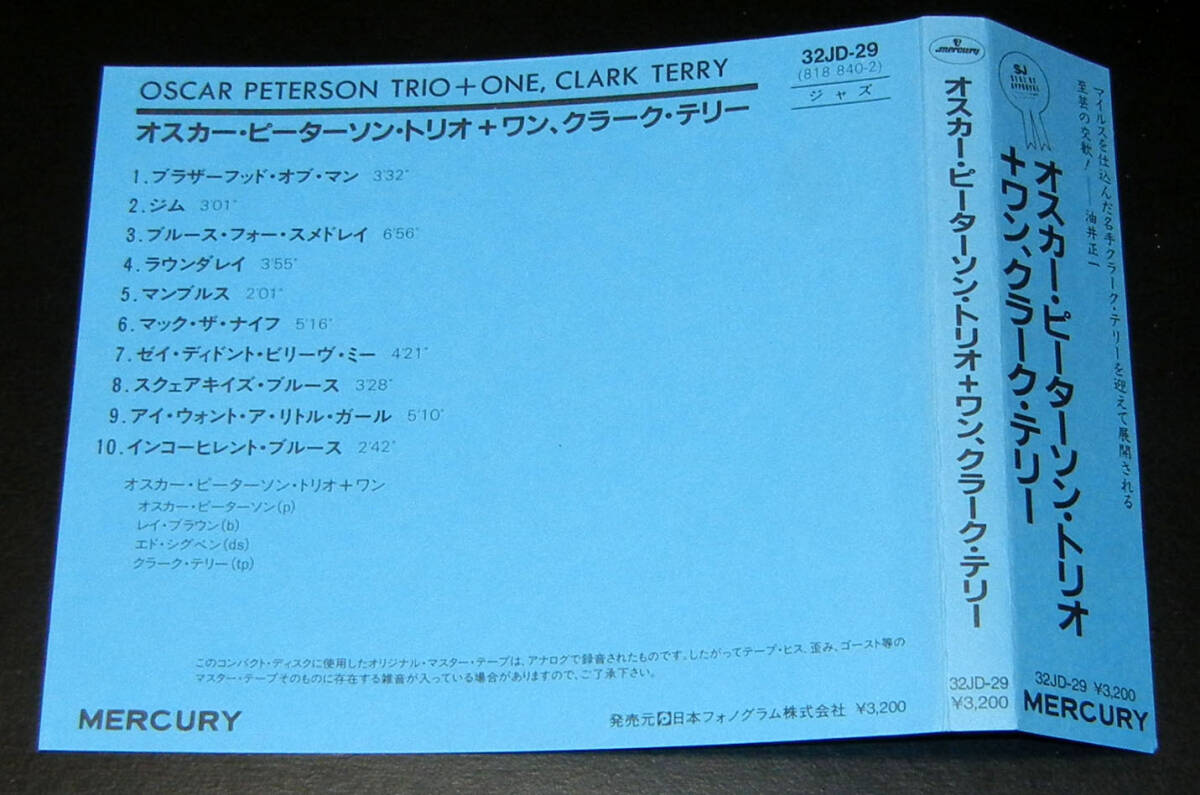 OSCAR PETERSON TRIO+ONE, CLARK TERRY
オスカー・ピーターソン・トリオ+ワン、クラーク・テリー
32JD-29
(818 840-2)
ジャズ
1.ブラザーフッド・オブ・マン 3'32"
2.ジム 3'01"
3.ブルース・フォー・スメドレイ 6'56"
4.ラウンダレイ 3'55"
5.マンブルス 2'01"
6.マック・ザ・ナイフ 5'16"
7.ゼイ・ディドント・ビリーヴ・ミー 4'21"
8.スクェアキイズ・ブルース 3'28"
9.アイ・ウォント・ア・リトル・ガール 5'10"
10.インコーヒレント・ブルース 2'42"
オスカー・ピーターソン・トリオ+ワン
オスカー・ピーターソン(p)
レイ・ブラウン(b)
エド・シグペン(ds)
クラーク・テリー(tp)
このコンパクト・ディスクに使用したオリジナル・マスター・テープは、アナログで録音されたものです。したがってテープ・ヒス、歪み、ゴースト等の
マスター・テープそのものに存在する雑音が入っている場合がありますので、ご了承下さい。
MERCURY
発売元 日本フォノグラム株式会社 ¥3,200
mercury
オスカー・ピーターソン・トリオ+ワン、クラーク・テリー
32JD-29
¥3,200
SJ
マイルスを仕込んだ名手クラーク・テリーを迎えて展開される
至芸の交歓！――油井正一
オスカー・ピーターソン・トリオ
+ワン、クラーク・テリー
32JD-29 ¥3,200
MERCURY